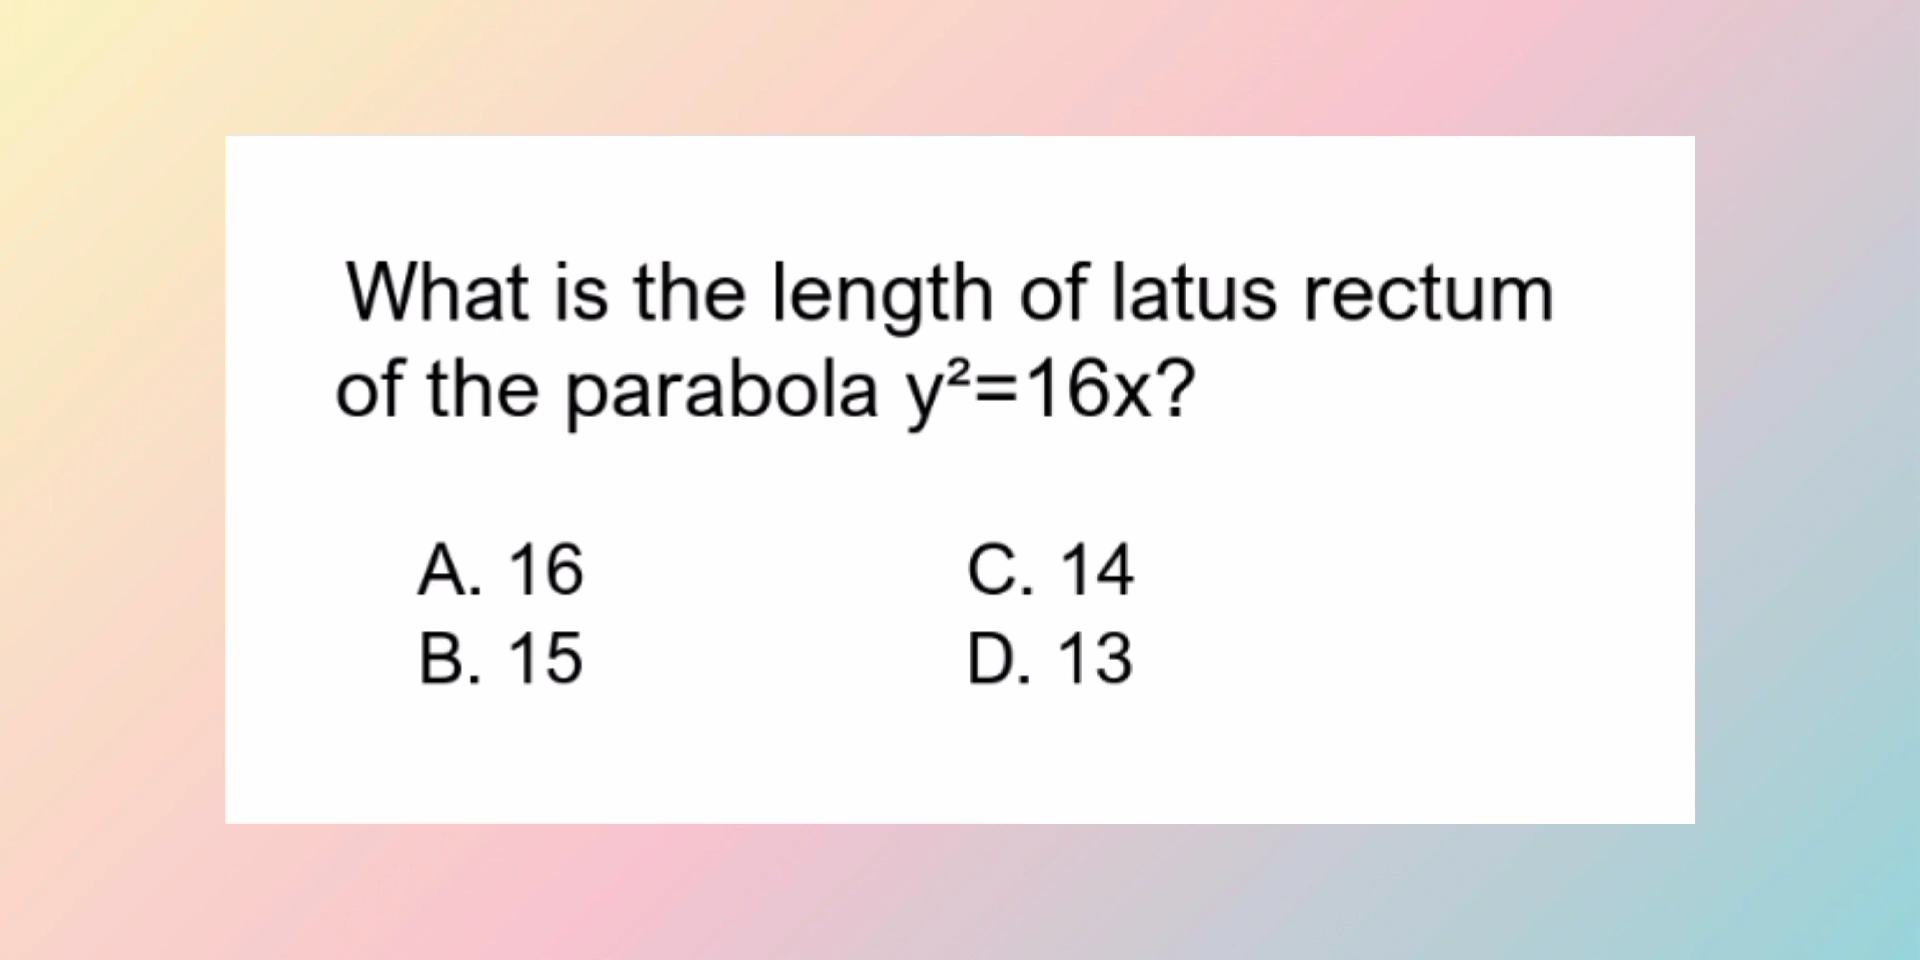 What is the length of latus rectum
of the parabola y²=16x?
A. 16
B. 15
C. 14
D. 13